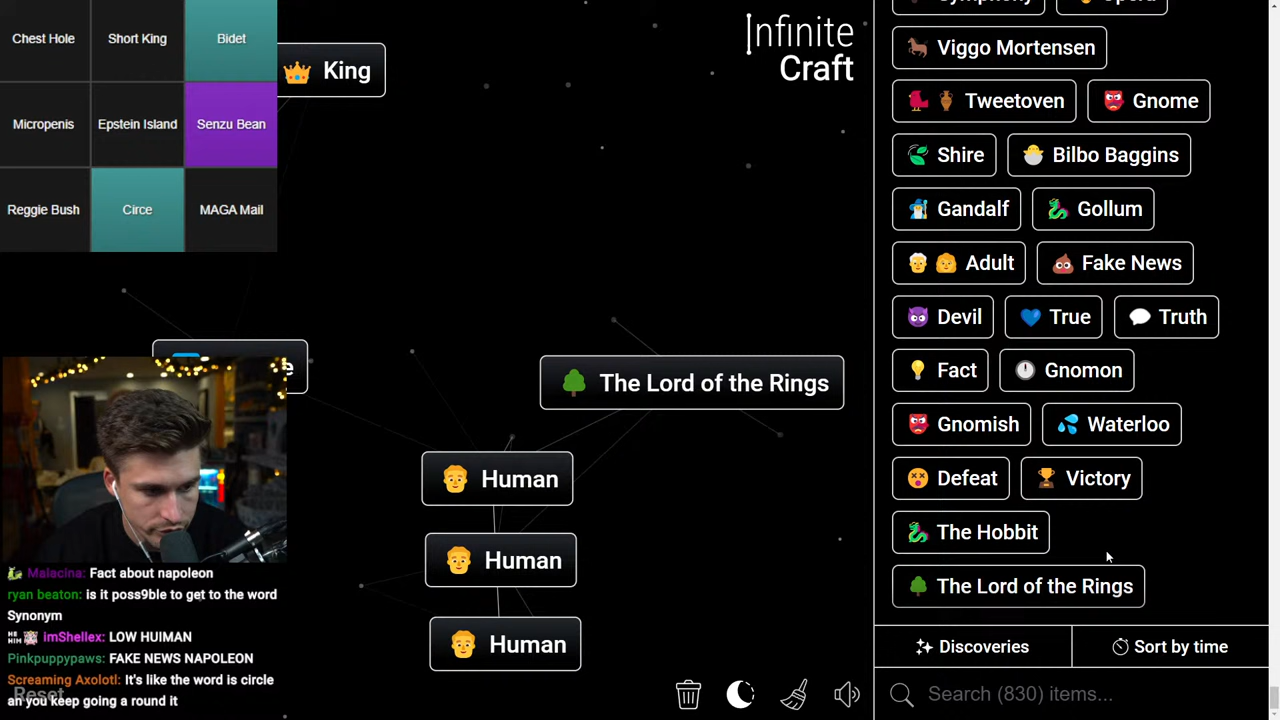 Chest Hole
Short King
Bidet
Micropenis
Epstein Island
Senzu Bean
Reggie Bush
Circe
MAGA Mail
King
Infinite
Craft
The Lord of the Rings
Human
Human
Human
Malacina: Fact about napoleon
ryan beaton: is it poss9ble to get to the word
Synonym
imShellex: LOW HUIMAN
Pinkpuppypaws: FAKE NEWS NAPOLEON
Screaming Axolotl: It's like the word is circle
an you keep going a round it
Reset
Symphony
Opera
Viggo Mortensen
Tweetoven
Gnome
Shire
Bilbo Baggins
Gandalf
Gollum
Adult
Fake News
Devil
True
Truth
Fact
Gnomon
Gnomish
Waterloo
Defeat
Victory
The Hobbit
The Lord of the Rings
Discoveries
Sort by time
Search (830) items...